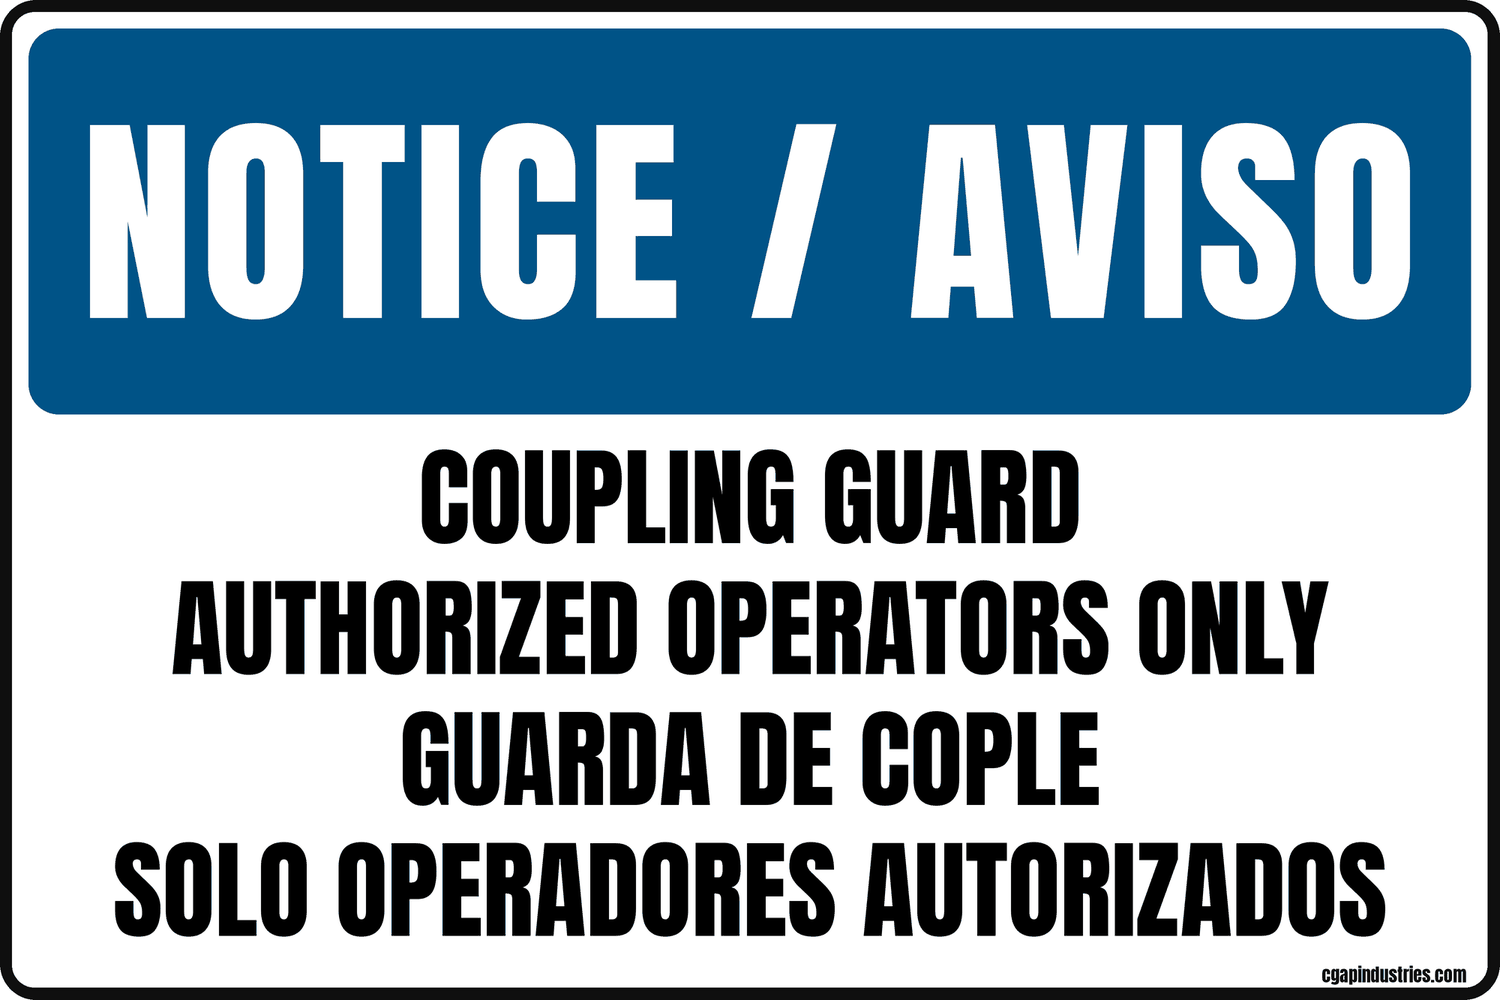 NOTICE / AVISO
COUPLING GUARD
AUTHORIZED OPERATORS ONLY
GUARDA DE COPLE
SOLO OPERADORES AUTORIZADOS
cgapindustries.com